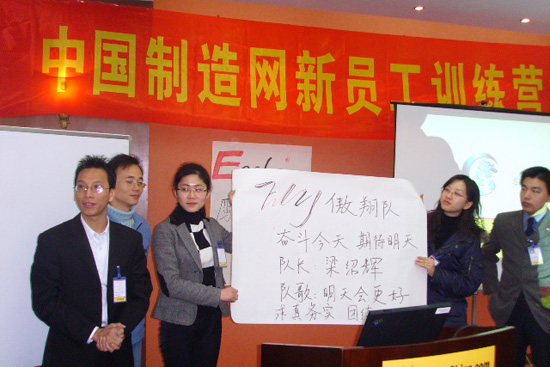 中国制造网新员工训练营
傲翔队
奋斗今天 期待明天
队长: 梁绍辉
队歌: 明天会更好
求真务实 团结